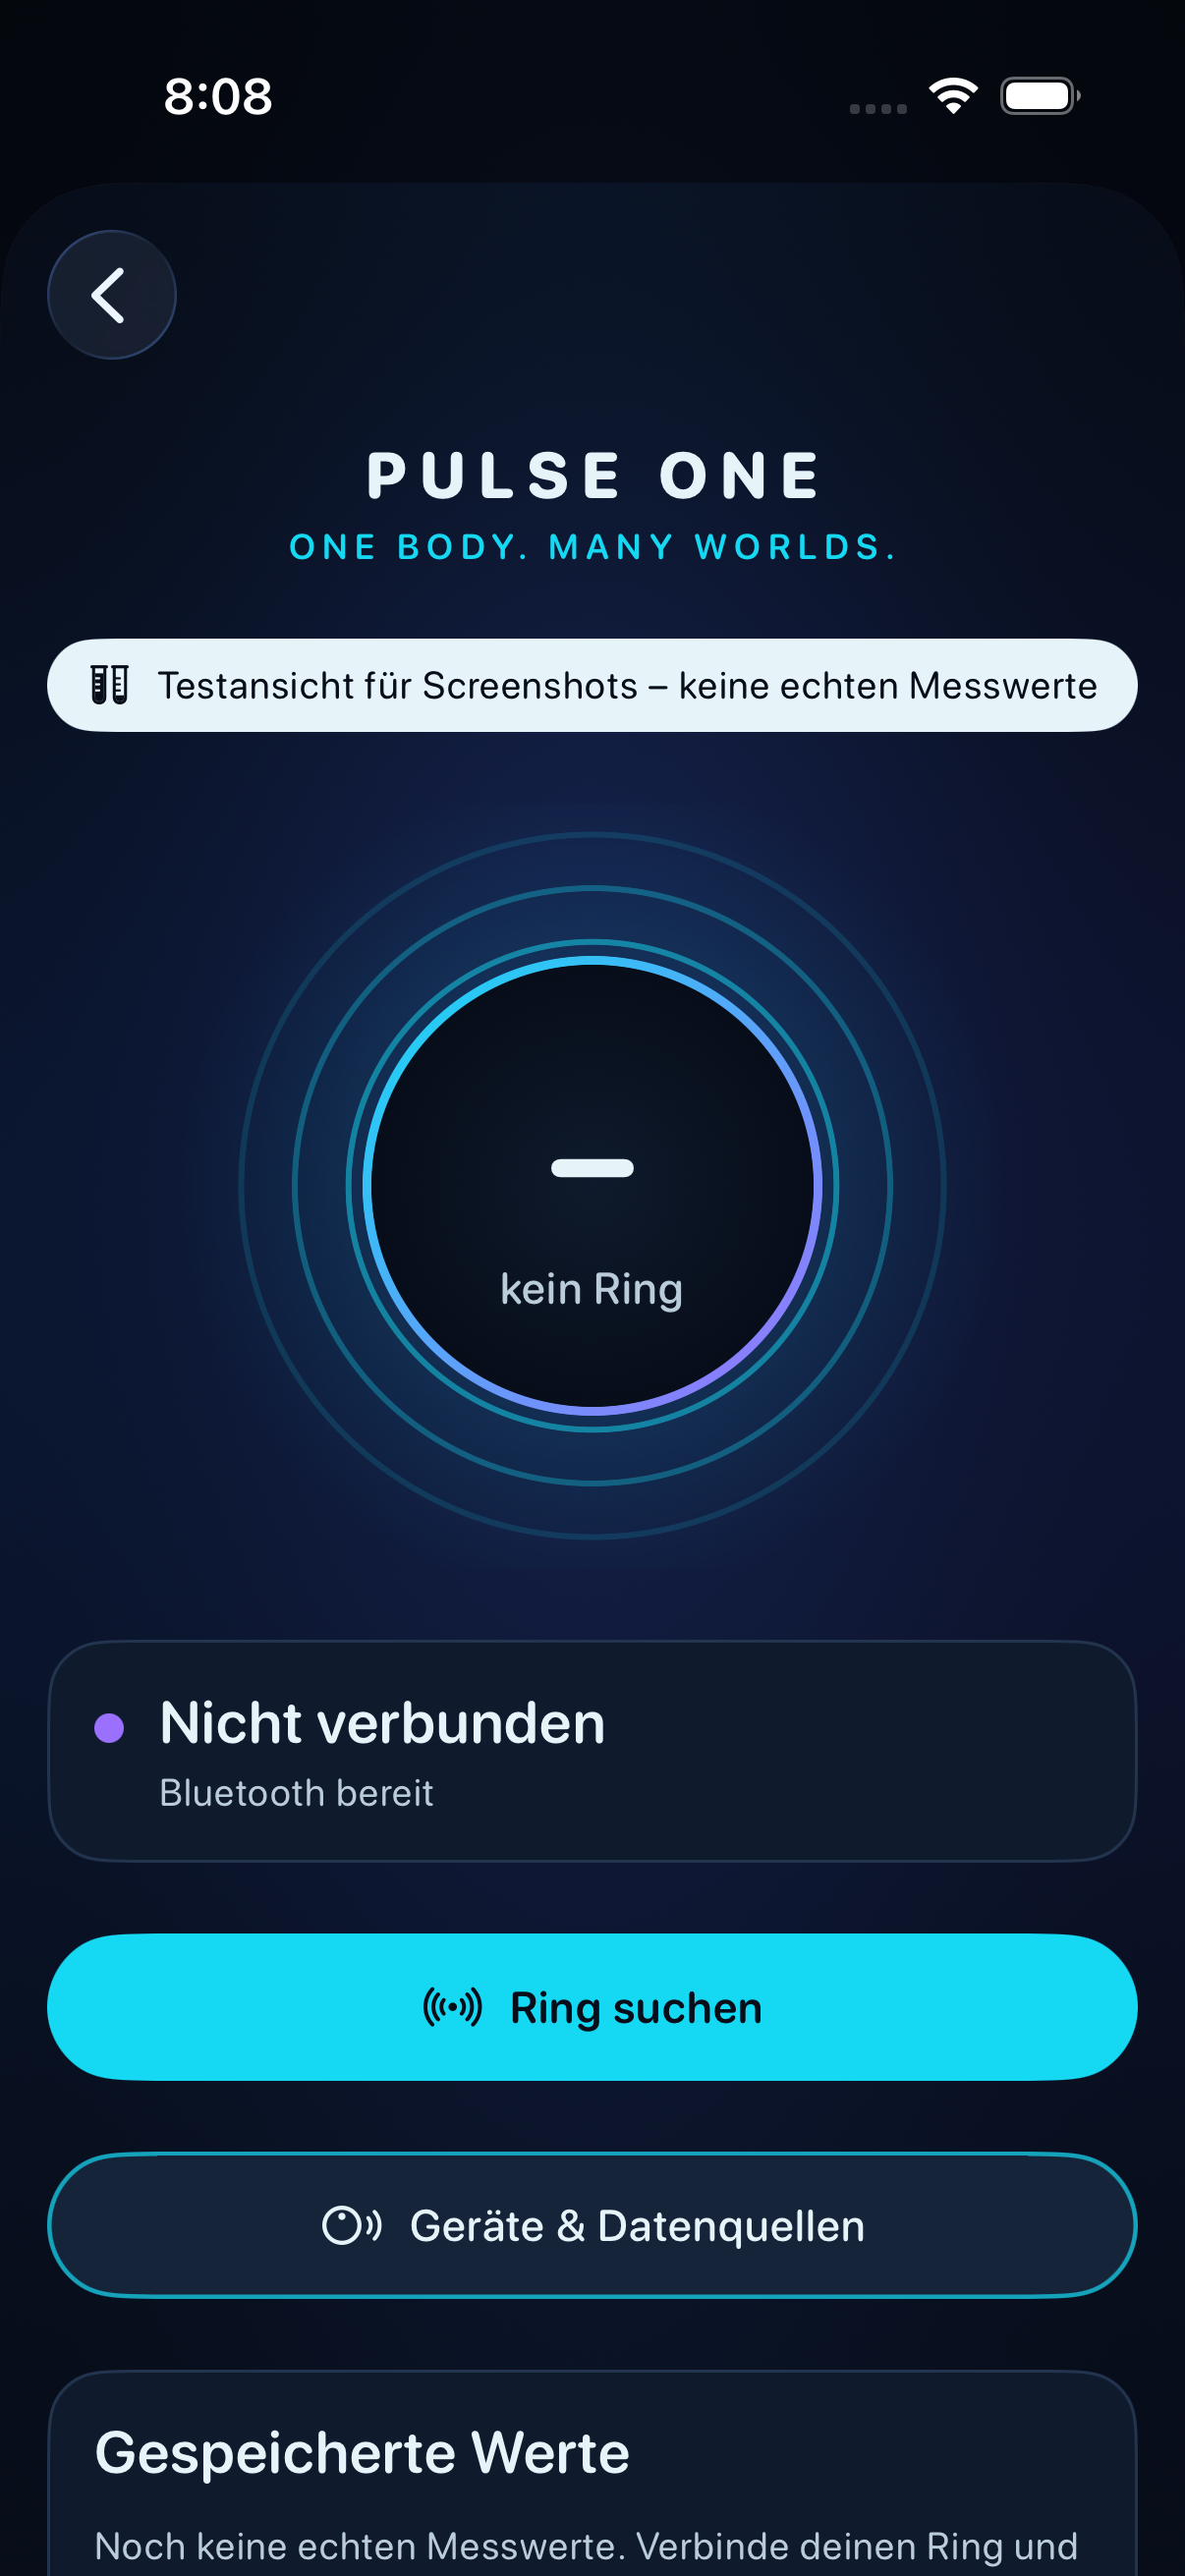 8:08
PULSE ONE
ONE BODY. MANY WORLDS.
Testansicht für Screenshots – keine echten Messwerte
–
kein Ring
Nicht verbunden
Bluetooth bereit
Ring suchen
Geräte & Datenquellen
Gespeicherte Werte
Noch keine echten Messwerte. Verbinde deinen Ring und